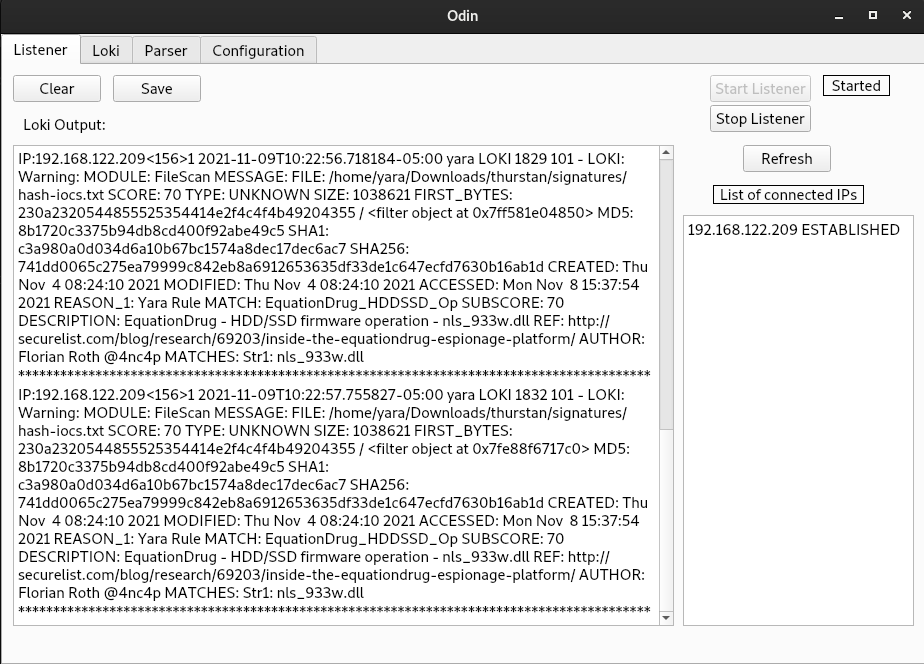 Odin
Listener Loki Parser Configuration
Clear Save
Start Listener Started
Stop Listener
Loki Output:
Refresh
List of connected IPs
192.168.122.209 ESTABLISHED
IP:192.168.122.209<156>1 2021-11-09T10:22:56.718184-05:00 yara LOKI 1829 101 - LOKI:
Warning: MODULE: FileScan MESSAGE: FILE: /home/yara/Downloads/thurstan/signatures/
hash-iocs.txt SCORE: 70 TYPE: UNKNOWN SIZE: 1038621 FIRST_BYTES:
230a2320544855525354414e2f4c4f4b49204355 / <filter object at 0x7ff581e04850> MD5:
8b1720c3375b94db8cd400f92abe49c5 SHA1:
c3a980a0d034d6a10b67bc1574a8dec17dec6ac7 SHA256:
741dd0065c275ea79999c842eb8a6912653635df33de1c647ecfd7630b16ab1d CREATED: Thu
Nov  4 08:24:10 2021 MODIFIED: Thu Nov  4 08:24:10 2021 ACCESSED: Mon Nov  8 15:37:54
2021 REASON_1: Yara Rule MATCH: EquationDrug_HDDSSD_Op SUBSCORE: 70
DESCRIPTION: EquationDrug - HDD/SSD firmware operation - nls_933w.dll REF: http://
securelist.com/blog/research/69203/inside-the-equationdrug-espionage-platform/ AUTHOR:
Florian Roth @4nc4p MATCHES: Str1: nls_933w.dll
******************************************************************************************
IP:192.168.122.209<156>1 2021-11-09T10:22:57.755827-05:00 yara LOKI 1832 101 - LOKI:
Warning: MODULE: FileScan MESSAGE: FILE: /home/yara/Downloads/thurstan/signatures/
hash-iocs.txt SCORE: 70 TYPE: UNKNOWN SIZE: 1038621 FIRST_BYTES:
230a2320544855525354414e2f4c4f4b49204355 / <filter object at 0x7fe88f6717c0> MD5:
8b1720c3375b94db8cd400f92abe49c5 SHA1:
c3a980a0d034d6a10b67bc1574a8dec17dec6ac7 SHA256:
741dd0065c275ea79999c842eb8a6912653635df33de1c647ecfd7630b16ab1d CREATED: Thu
Nov  4 08:24:10 2021 MODIFIED: Thu Nov  4 08:24:10 2021 ACCESSED: Mon Nov  8 15:37:54
2021 REASON_1: Yara Rule MATCH: EquationDrug_HDDSSD_Op SUBSCORE: 70
DESCRIPTION: EquationDrug - HDD/SSD firmware operation - nls_933w.dll REF: http://
securelist.com/blog/research/69203/inside-the-equationdrug-espionage-platform/ AUTHOR:
Florian Roth @4nc4p MATCHES: Str1: nls_933w.dll
******************************************************************************************